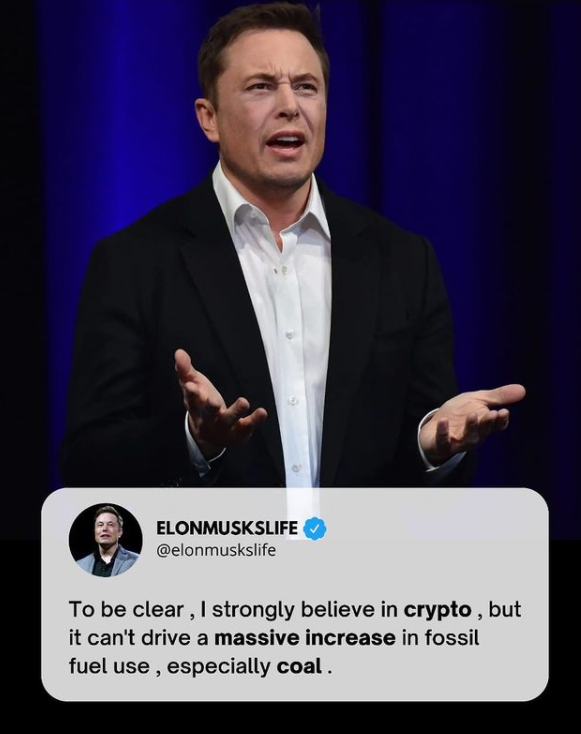 ELONMUSKSLIFE
@elonmuskslife
To be clear , I strongly believe in crypto , but
it can't drive a massive increase in fossil
fuel use , especially coal .